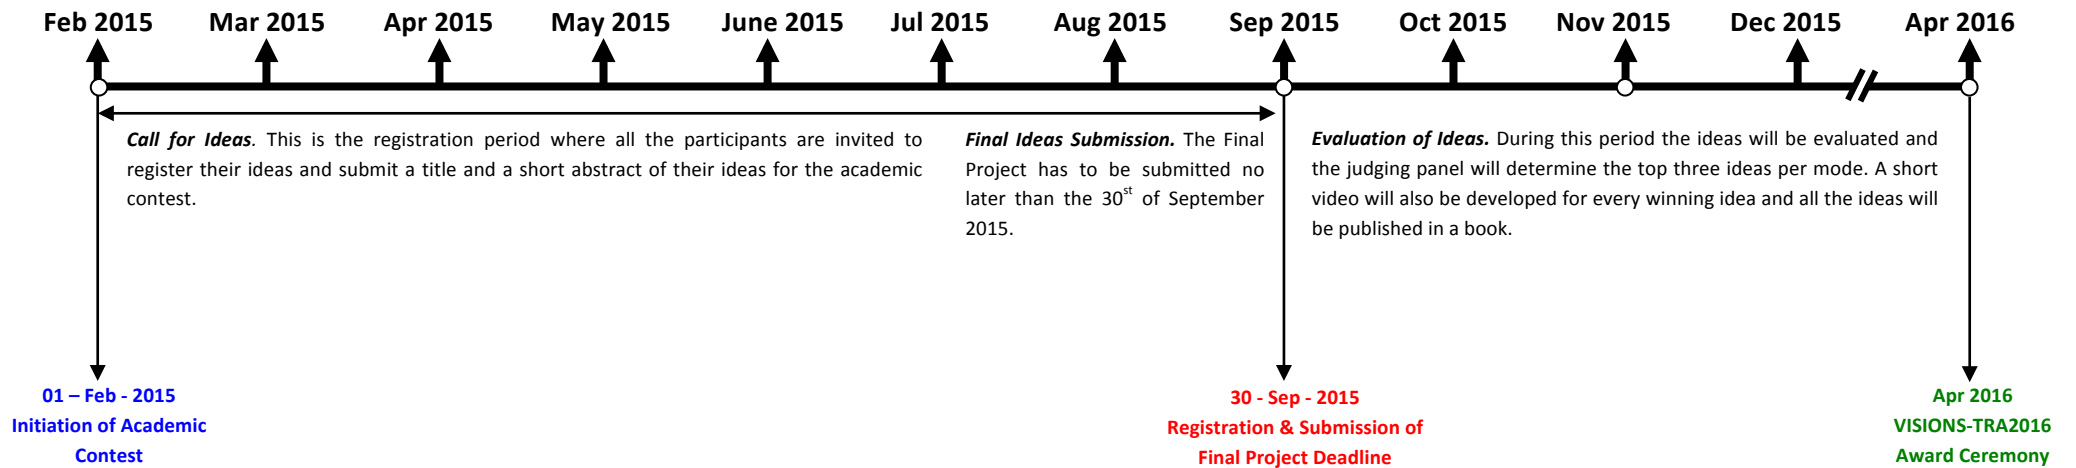 Feb 2015 Mar 2015 Apr 2015 May 2015 June 2015 Jul 2015 Aug 2015 Sep 2015 Oct 2015 Nov 2015 Dec 2015 Apr 2016
Call for Ideas. This is the registration period where all the participants are invited to
register their ideas and submit a title and a short abstract of their ideas for the academic
contest.
Final Ideas Submission. The Final
Project has to be submitted no
later than the 30st of September
2015.
Evaluation of Ideas. During this period the ideas will be evaluated and
the judging panel will determine the top three ideas per mode. A short
video will also be developed for every winning idea and all the ideas will
be published in a book.
01 – Feb - 2015
Initiation of Academic
Contest
30 - Sep - 2015
Registration & Submission of
Final Project Deadline
Apr 2016
VISIONS-TRA2016
Award Ceremony